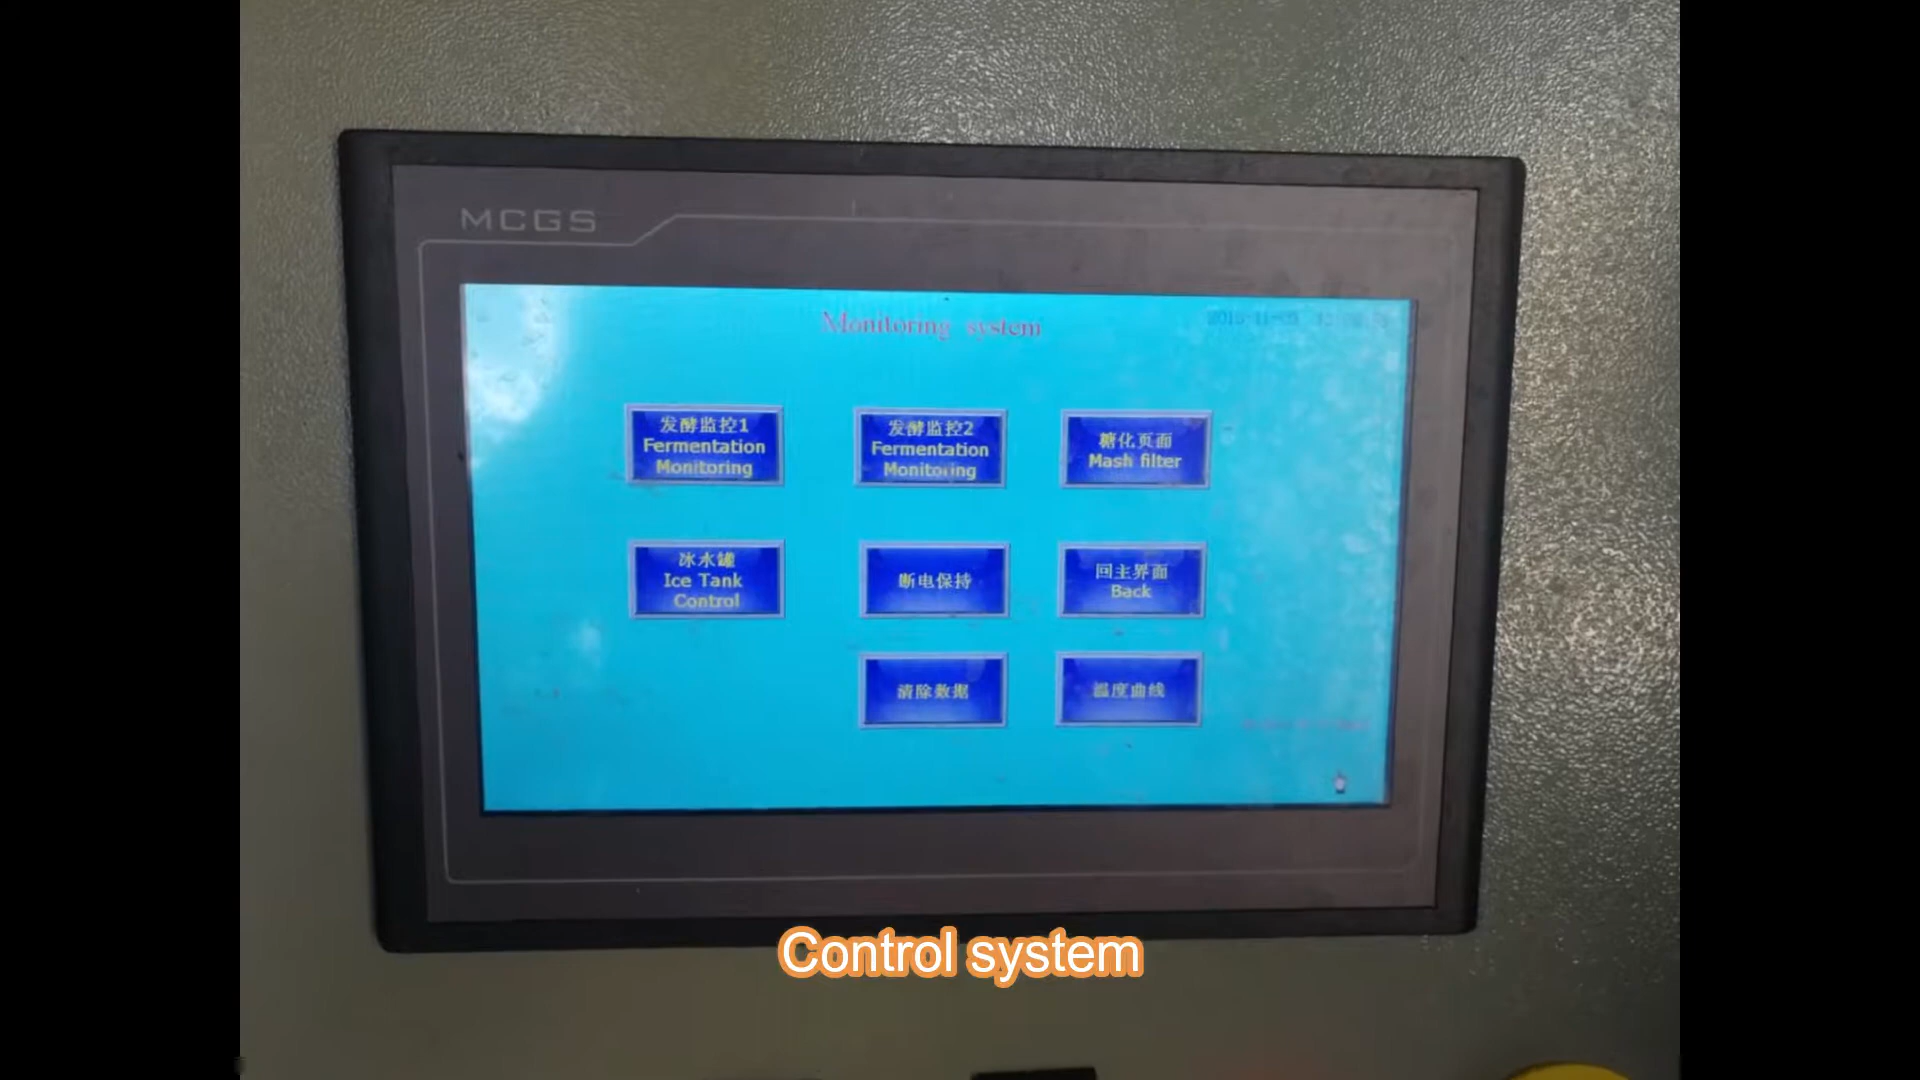 MCGS
Monitoring system
发酵监控1
Fermentation
Monitoring
发酵监控2
Fermentation
Monitoring
糖化页面
Mash filter
冰水罐
Ice Tank
Control
断电保持
回主界面
Back
清除数据
温度曲线
Control system